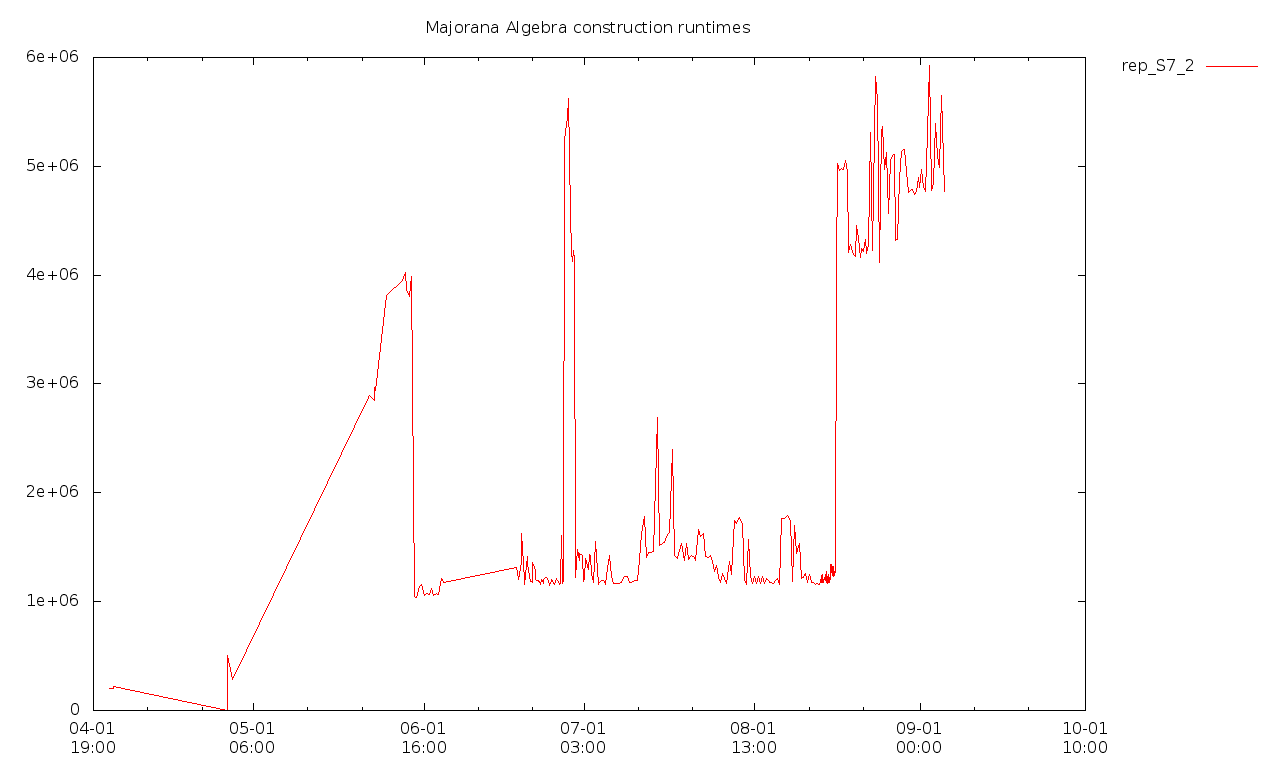 Majorana Algebra construction runtimes
rep_S7_2
6e+06
5e+06
4e+06
3e+06
2e+06
1e+06
0
04-01 05-01 06-01 07-01 08-01 09-01 10-01
19:00 06:00 16:00 03:00 13:00 00:00 10:00